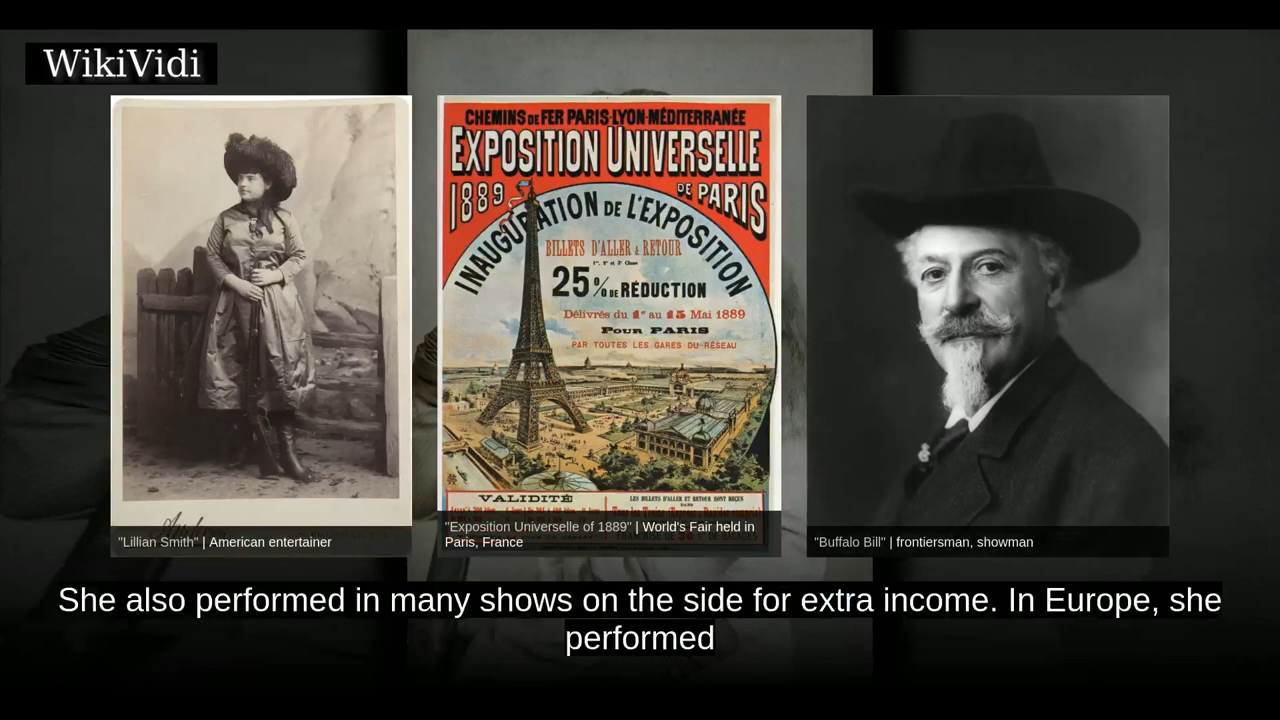 WikiVidi
CHEMINS DE FER PARIS-LYON-MÉDITERRANÉE
EXPOSITION UNIVERSELLE
1889 DE PARIS
INAUGURATION DE L'EXPOSITION
BILLETS D'ALLER & RETOUR
25% DE RÉDUCTION
Délivrés du 1er au 15 Mai 1889
POUR PARIS
PAR TOUTES LES GARES DU RÉSEAU
VALIDITÉ
LES BILLETS D'ALLER ET RETOUR SONT REÇUS
DANS
"Lillian Smith" | American entertainer
"Exposition Universelle of 1889" | World's Fair held in
Paris, France
"Buffalo Bill" | frontiersman, showman
She also performed in many shows on the side for extra income. In Europe, she
performed